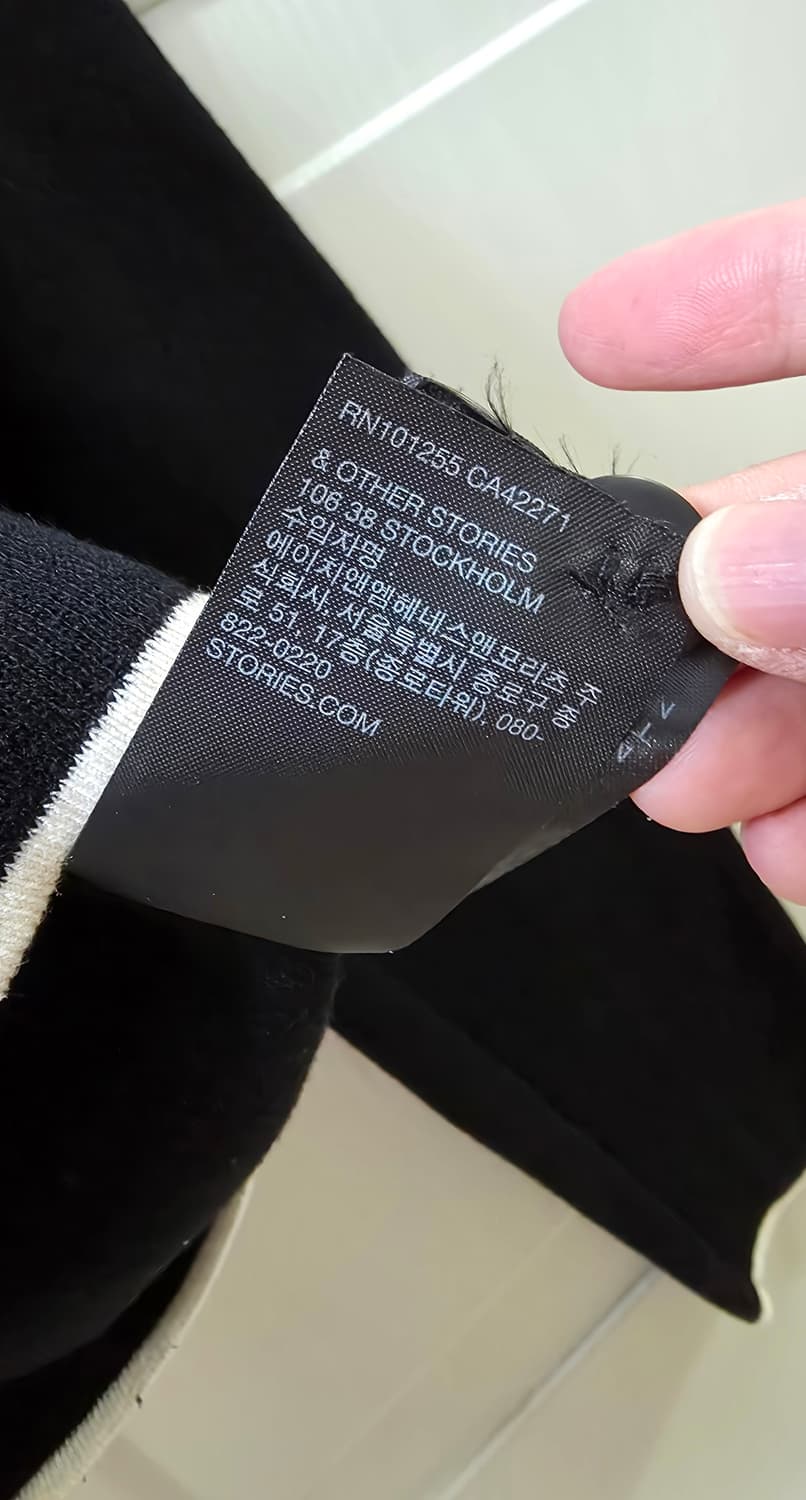 RN101255 CA42271
& OTHER STORIES
106 38 STOCKHOLM
수입자명
에이치엔엠헤네스앤모리츠 주
식회사, 서울특별시 종로구 종
로 51, 17층(종로타워), 080-
822-0220
STORIES.COM